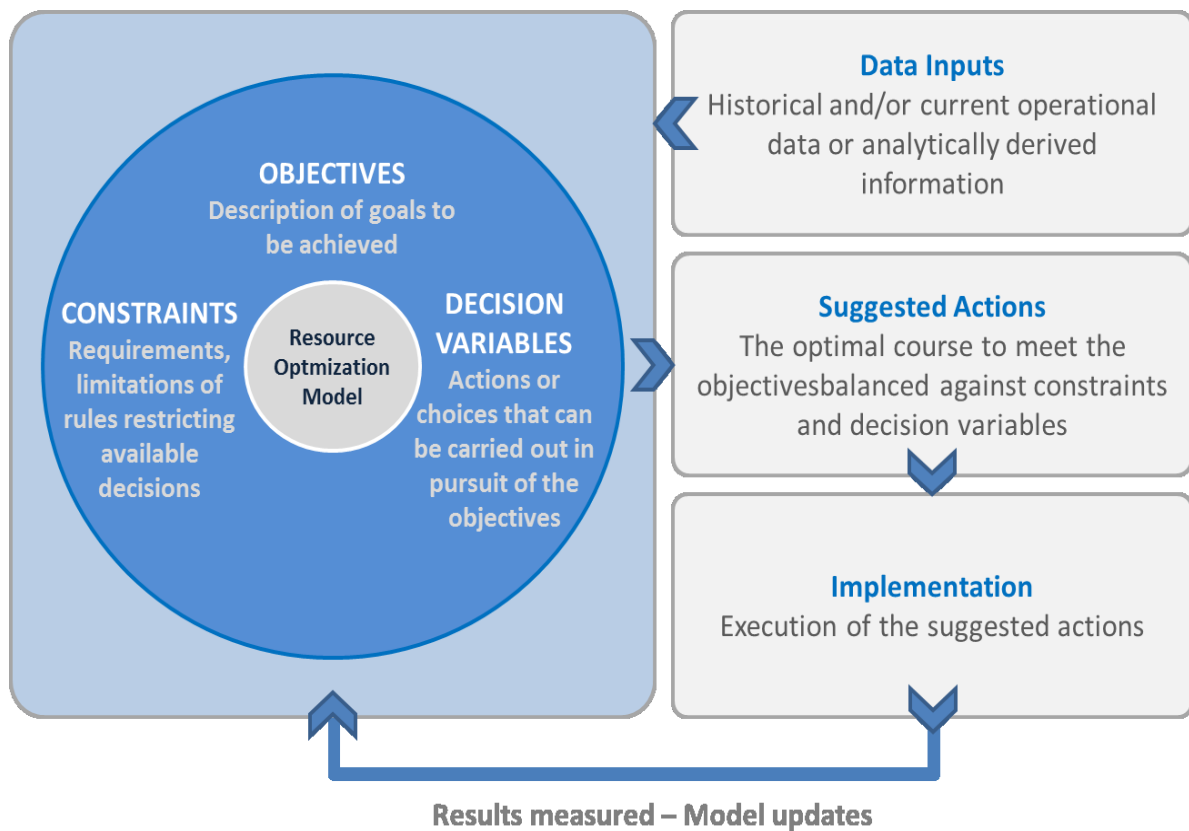 OBJECTIVES
Description of goals to
be achieved
CONSTRAINTS
Requirements,
limitations of
rules restricting
available
decisions
Resource
Optmization
Model
DECISION
VARIABLES
Actions or
choices that can
be carried out in
pursuit of the
objectives
Data Inputs
Historical and/or current operational
data or analytically derived
information
Suggested Actions
The optimal course to meet the
objectivesbalanced against constraints
and decision variables
Implementation
Execution of the suggested actions
Results measured – Model updates